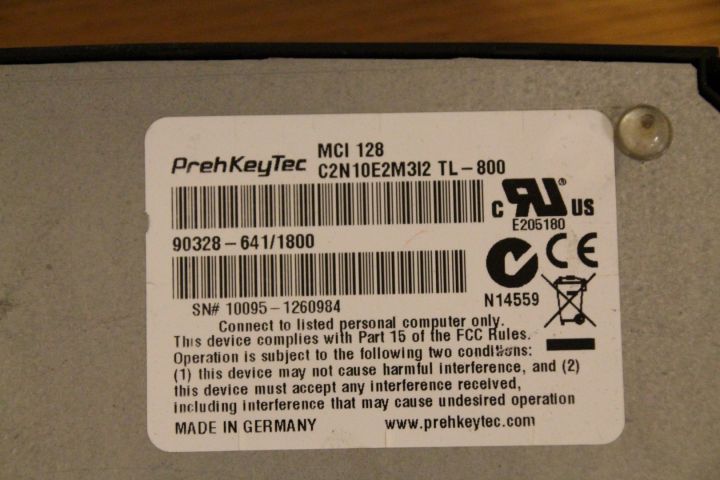 PrehKeyTec MCI 128
C2N10E2M3I2 TL-800
C RU ® US
E205180
90328-641/1800
CE
N14559
SN# 10095-1260984
Connect to listed personal computer only.
This device complies with Part 15 of the FCC Rules.
Operation is subject to the following two conditions:
(1) this device may not cause harmful interference, and (2)
this device must accept any interference received,
including interference that may cause undesired operation
MADE IN GERMANY www.prehkeytec.com